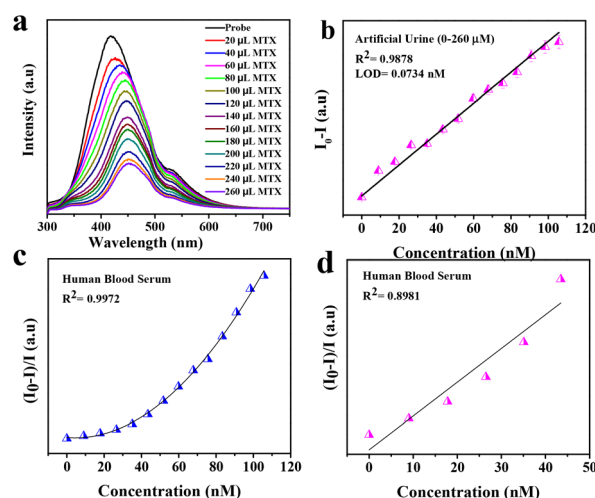 a
Intensity (a.u)
Probe
20 µL MTX
40 µL MTX
60 µL MTX
80 µL MTX
100 µL MTX
120 µL MTX
140 µL MTX
160 µL MTX
180 µL MTX
200 µL MTX
220 µL MTX
240 µL MTX
260 µL MTX
300 400 500 600 700
Wavelength (nm)
b
I₀-I (a.u)
Artificial Urine (0-260 µM)
R²= 0.9878
LOD= 0.0734 nM
0 20 40 60 80 100 120
Concentration (nM)
c
(I₀-I)/I (a.u)
Human Blood Serum
R²= 0.9972
0 20 40 60 80 100 120
Concentration (nM)
d
(I₀-I)/I (a.u)
Human Blood Serum
R²= 0.8981
0 10 20 30 40 50
Concentration (nM)